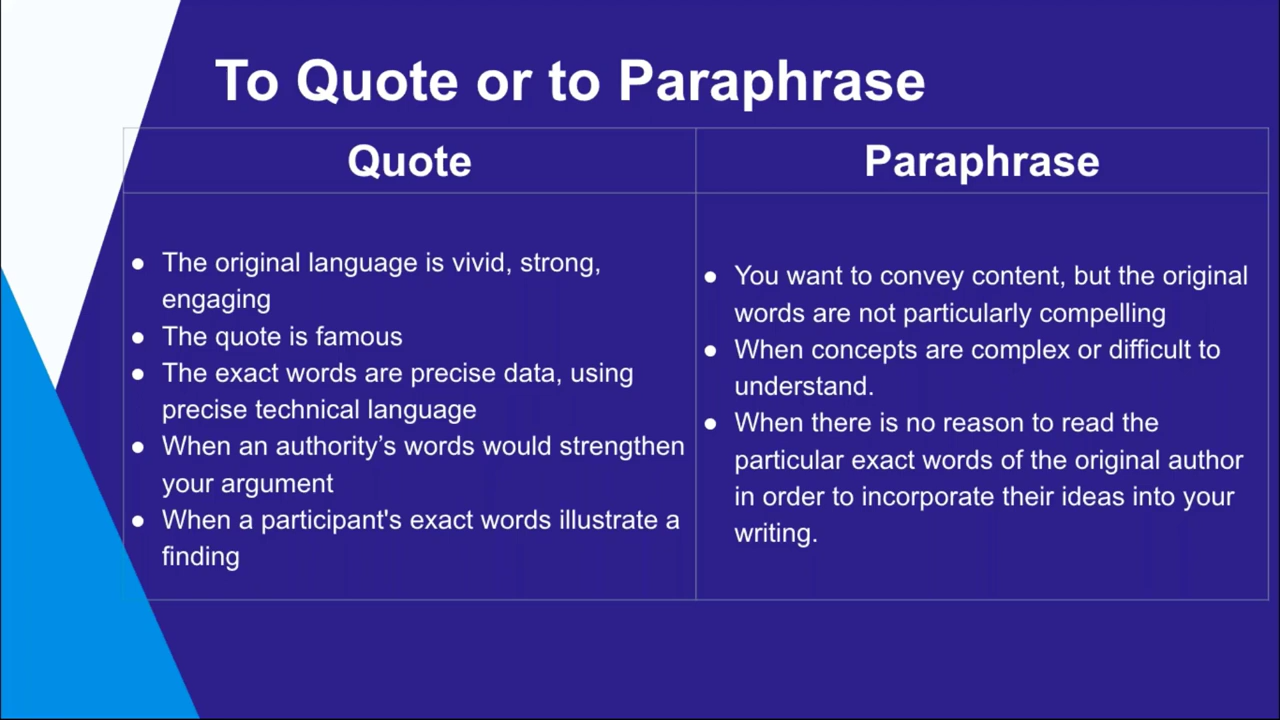 To Quote or to Paraphrase
Quote
● The original language is vivid, strong,
engaging
● The quote is famous
● The exact words are precise data, using
precise technical language
● When an authority’s words would strengthen
your argument
● When a participant's exact words illustrate a
finding
Paraphrase
● You want to convey content, but the original
words are not particularly compelling
● When concepts are complex or difficult to
understand.
● When there is no reason to read the
particular exact words of the original author
in order to incorporate their ideas into your
writing.